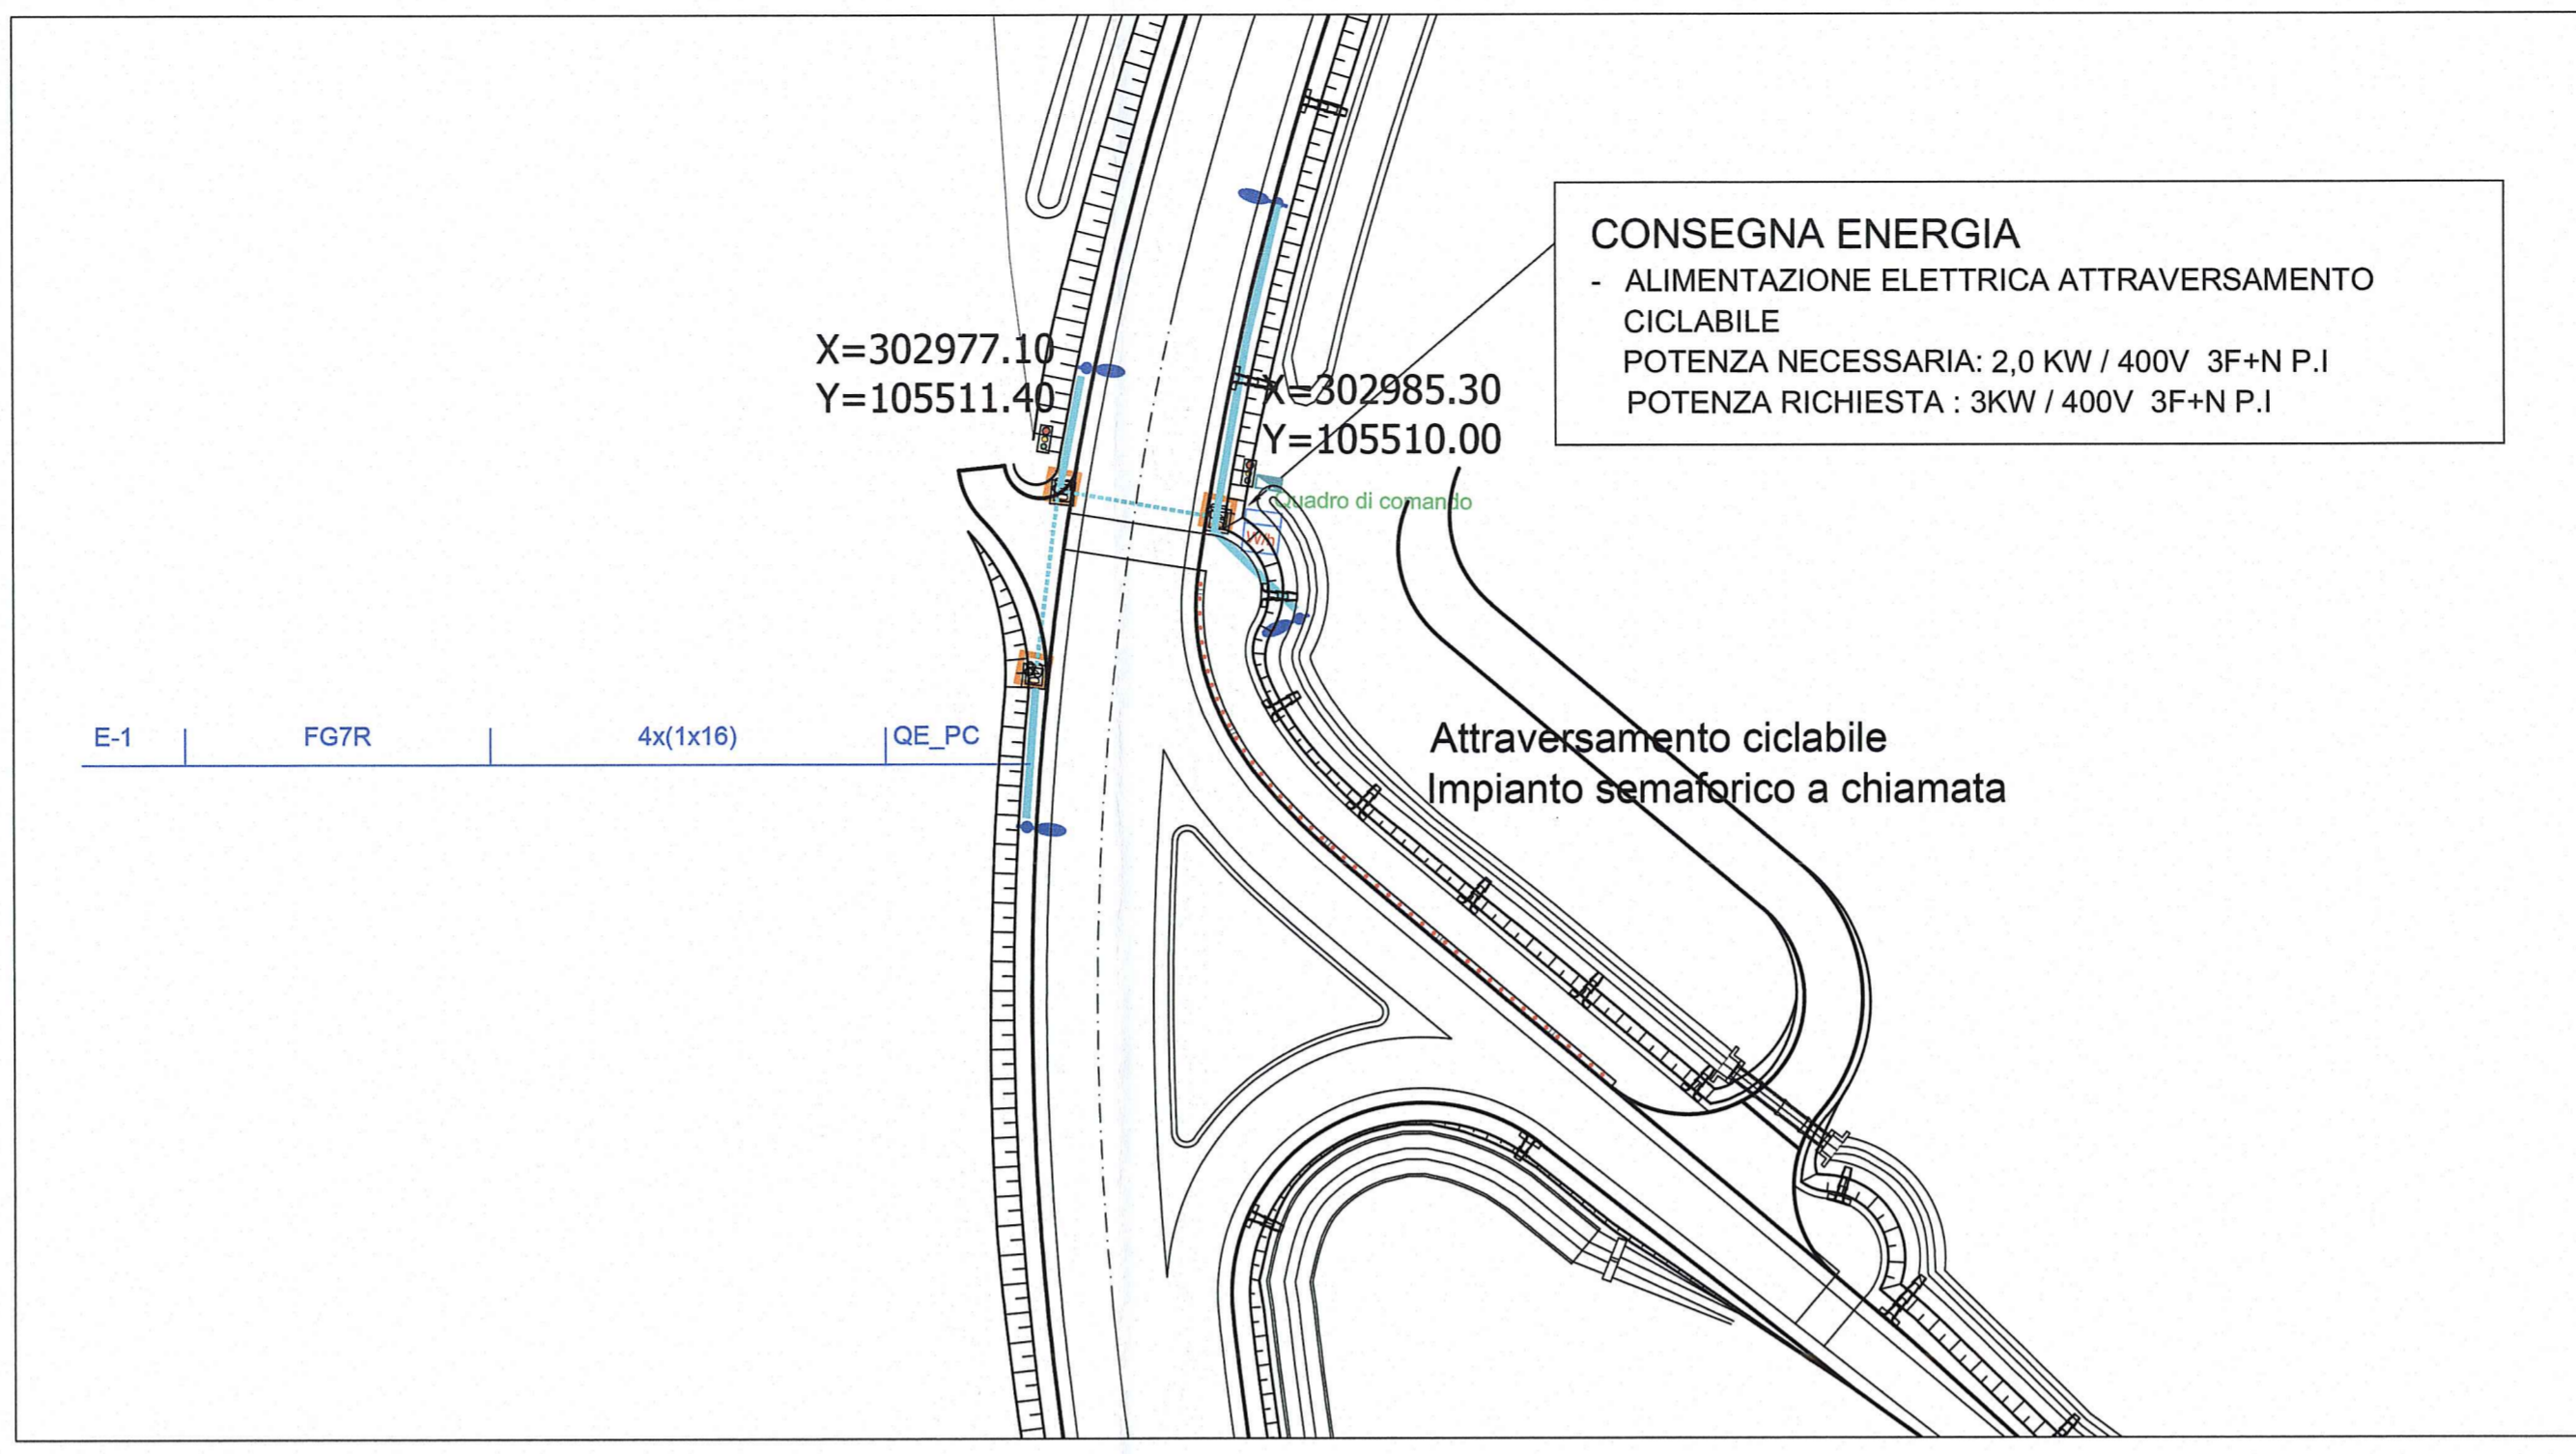 CONSEGNA ENERGIA
- ALIMENTAZIONE ELETTRICA ATTRAVERSAMENTO
CICLABILE
POTENZA NECESSARIA: 2,0 KW / 400V 3F+N P.I
POTENZA RICHIESTA : 3KW / 400V 3F+N P.I
X=302977.10
Y=105511.40
X=302985.30
Y=105510.00
Quadro di comando
W/h
E-1 FG7R 4x(1x16) QE_PC
Attraversamento ciclabile
Impianto semaforico a chiamata